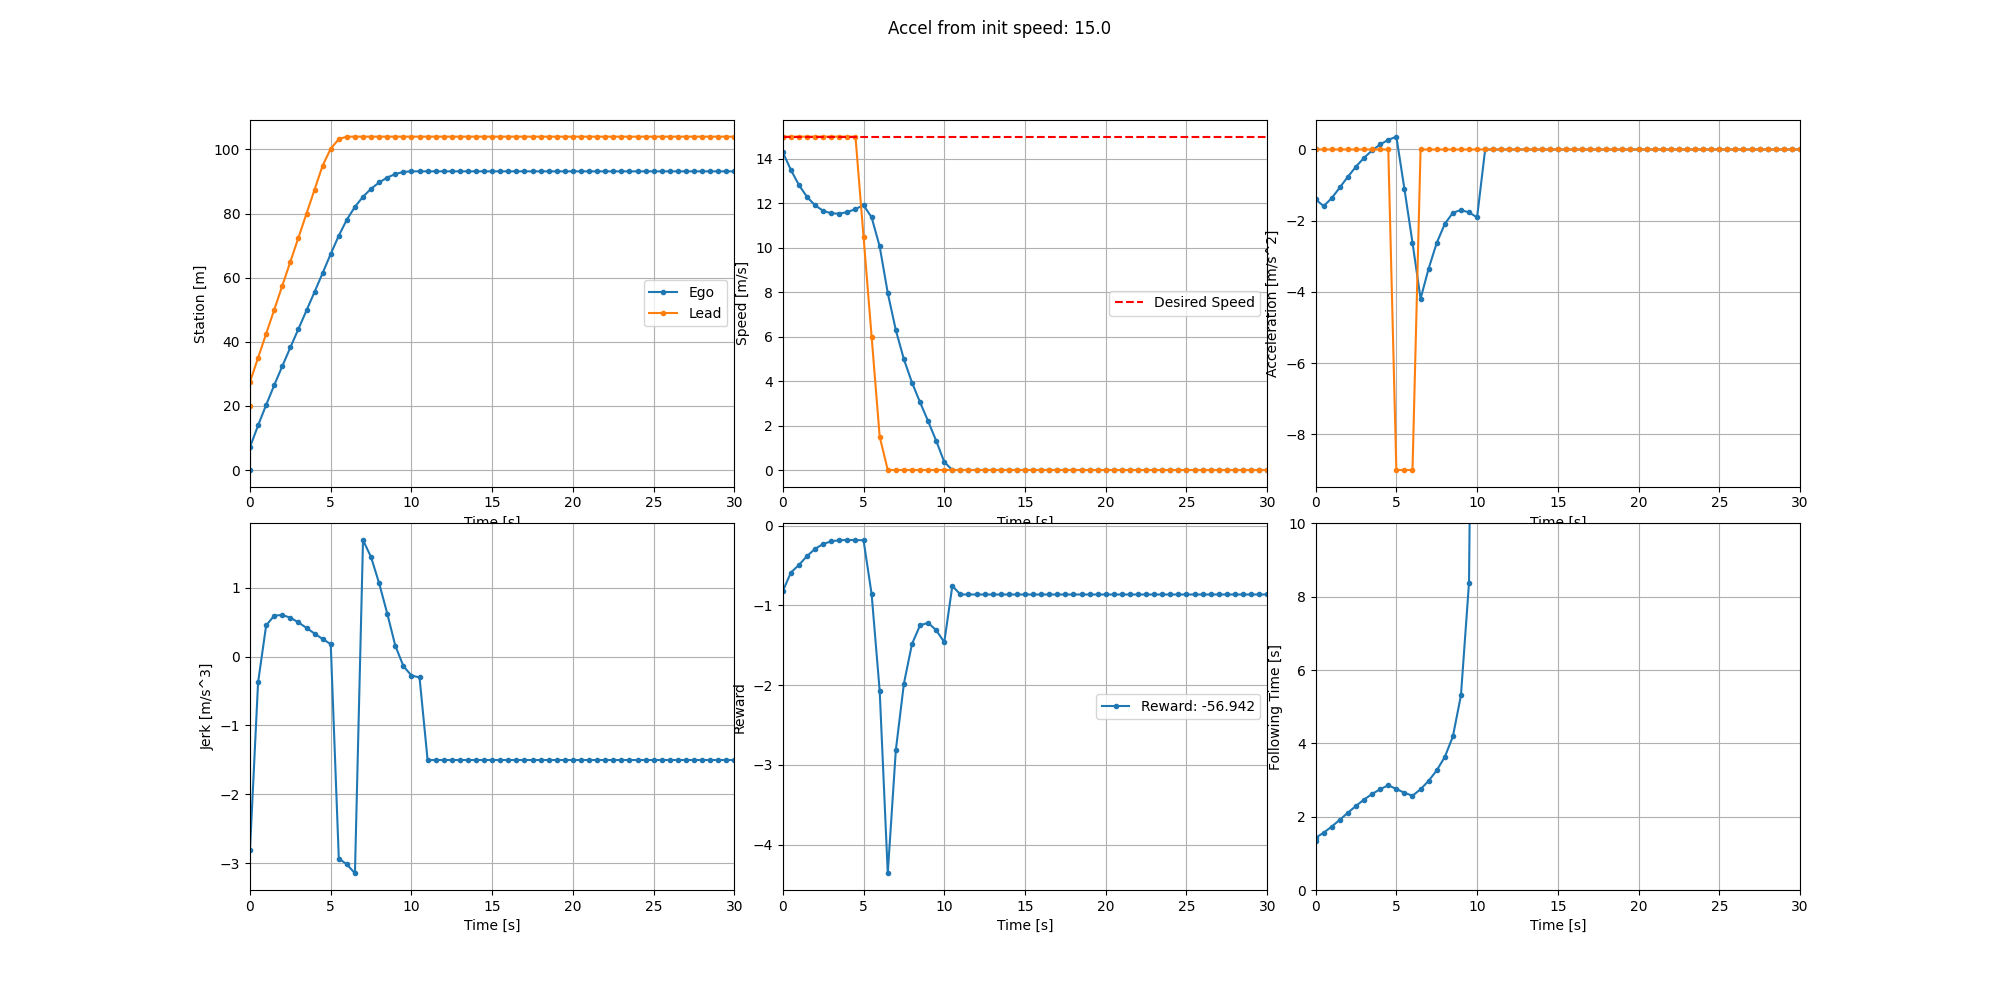 Accel from init speed: 15.0
Station [m]
100
80
60
40
20
0
Ego
Lead
0 5 10 15 20 25 30
Time [s]
Speed [m/s]
14
12
10
8
6
4
2
0
Desired Speed
0 5 10 15 20 25 30
Time [s]
Acceleration [m/s^2]
0
−2
−4
−6
−8
0 5 10 15 20 25 30
Time [s]
Jerk [m/s^3]
1
0
−1
−2
−3
0 5 10 15 20 25 30
Time [s]
Reward
0
−1
−2
−3
−4
Reward: -56.942
0 5 10 15 20 25 30
Time [s]
Following Time [s]
10
8
6
4
2
0
0 5 10 15 20 25 30
Time [s]